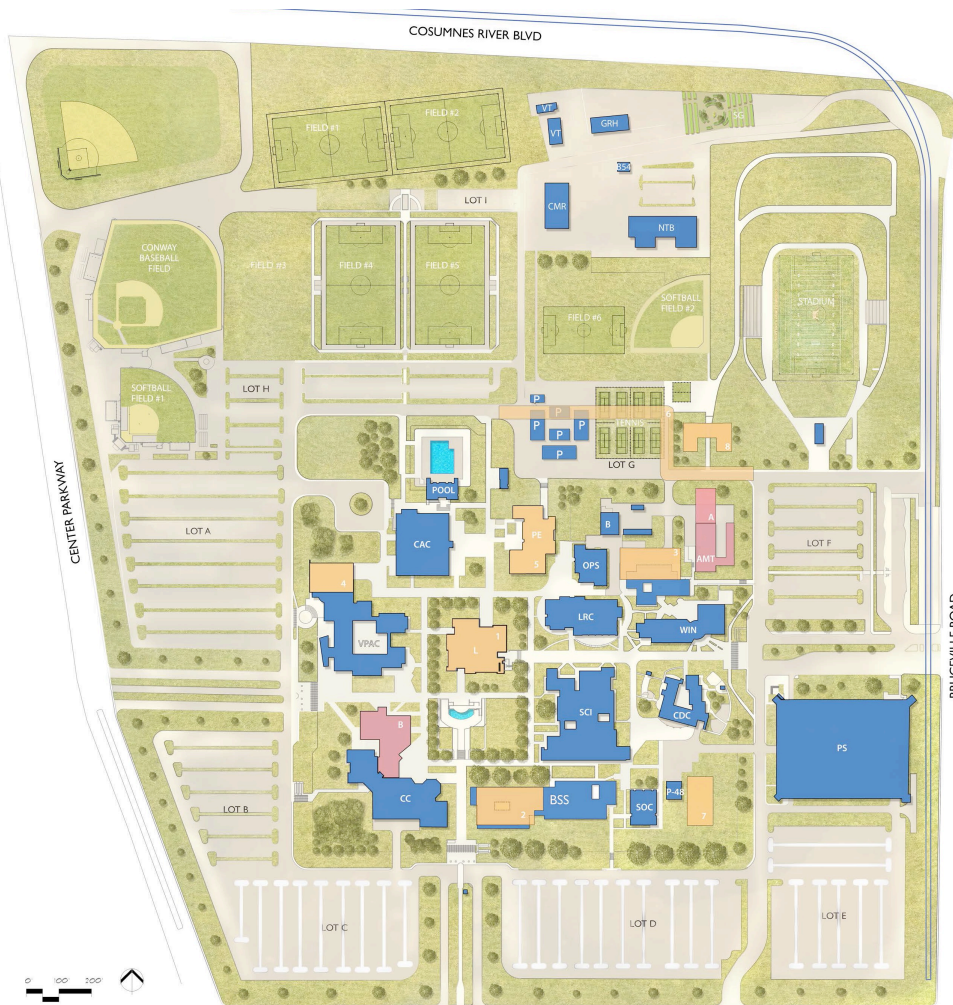 COSUMNES RIVER BLVD
VT
VT
GRH
SG
FIELD #1
FIELD #2
854
LOT I
CMR
NTB
CONWAY
BASEBALL
FIELD
FIELD #3
FIELD #4
FIELD #5
SOFTBALL
FIELD #2
STADIUM
FIELD #6
SOFTBALL
FIELD #1
LOT H
P
P
P
P
P
P
TENNIS
6
8
LOT G
CENTER PARKWAY
POOL
LOT A
CAC
PE
5
B
A
LOT F
OPS
3
AMT
4
LRC
WIN
VPAC
L
1
BRUCEVILLE ROAD
SCI
CDC
B
PS
CC
2
BSS
SOC
P-48
7
LOT B
LOT C
LOT D
LOT E
0 100 200'